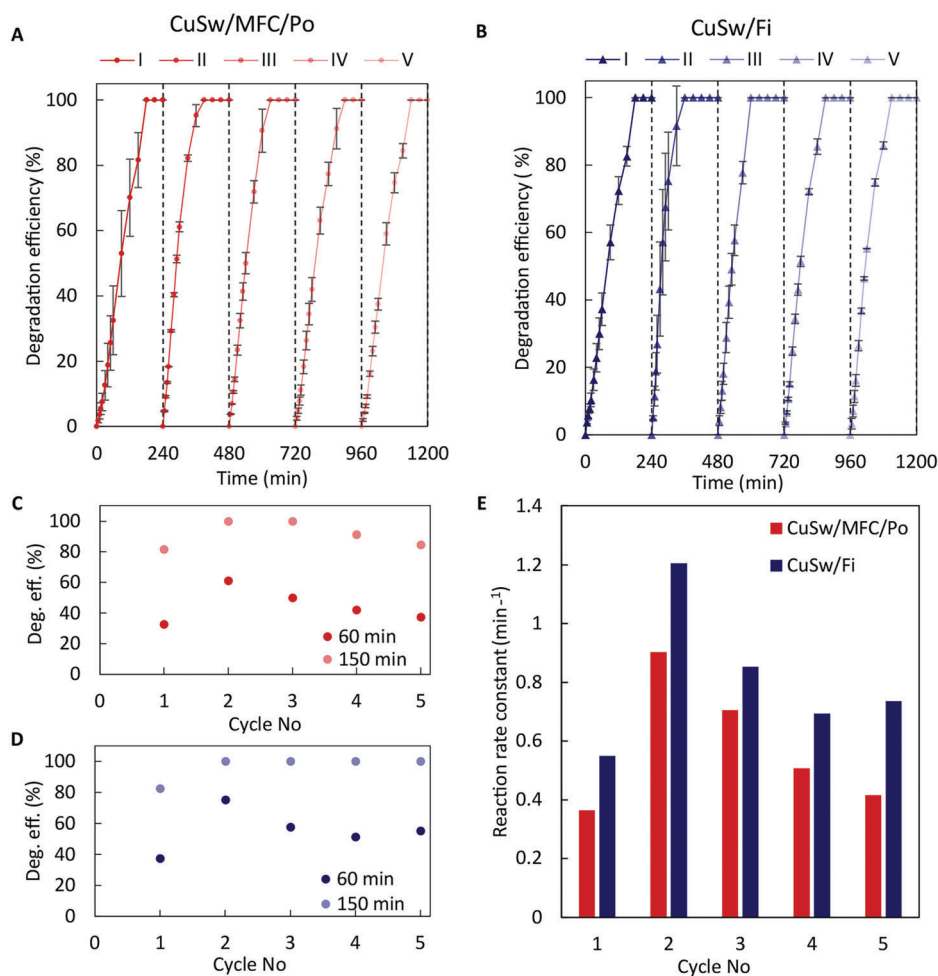 A
CuSw/MFC/Po
I II III IV V
Degradation efficiency (%)
100
80
60
40
20
0
0 240 480 720 960 1200
Time (min)
B
CuSw/Fi
I II III IV V
Degradation efficiency ( %)
100
80
60
40
20
0
0 240 480 720 960 1200
Time (min)
C
Deg. eff. (%)
100
80
60
40
20
0
60 min
150 min
0 1 2 3 4 5
Cycle No
D
Deg. eff. (%)
100
80
60
40
20
0
60 min
150 min
0 1 2 3 4 5
Cycle No
E
Reaction rate constant (min⁻¹)
1.4
1.2
1
0.8
0.6
0.4
0.2
0
CuSw/MFC/Po
CuSw/Fi
1 2 3 4 5
Cycle No